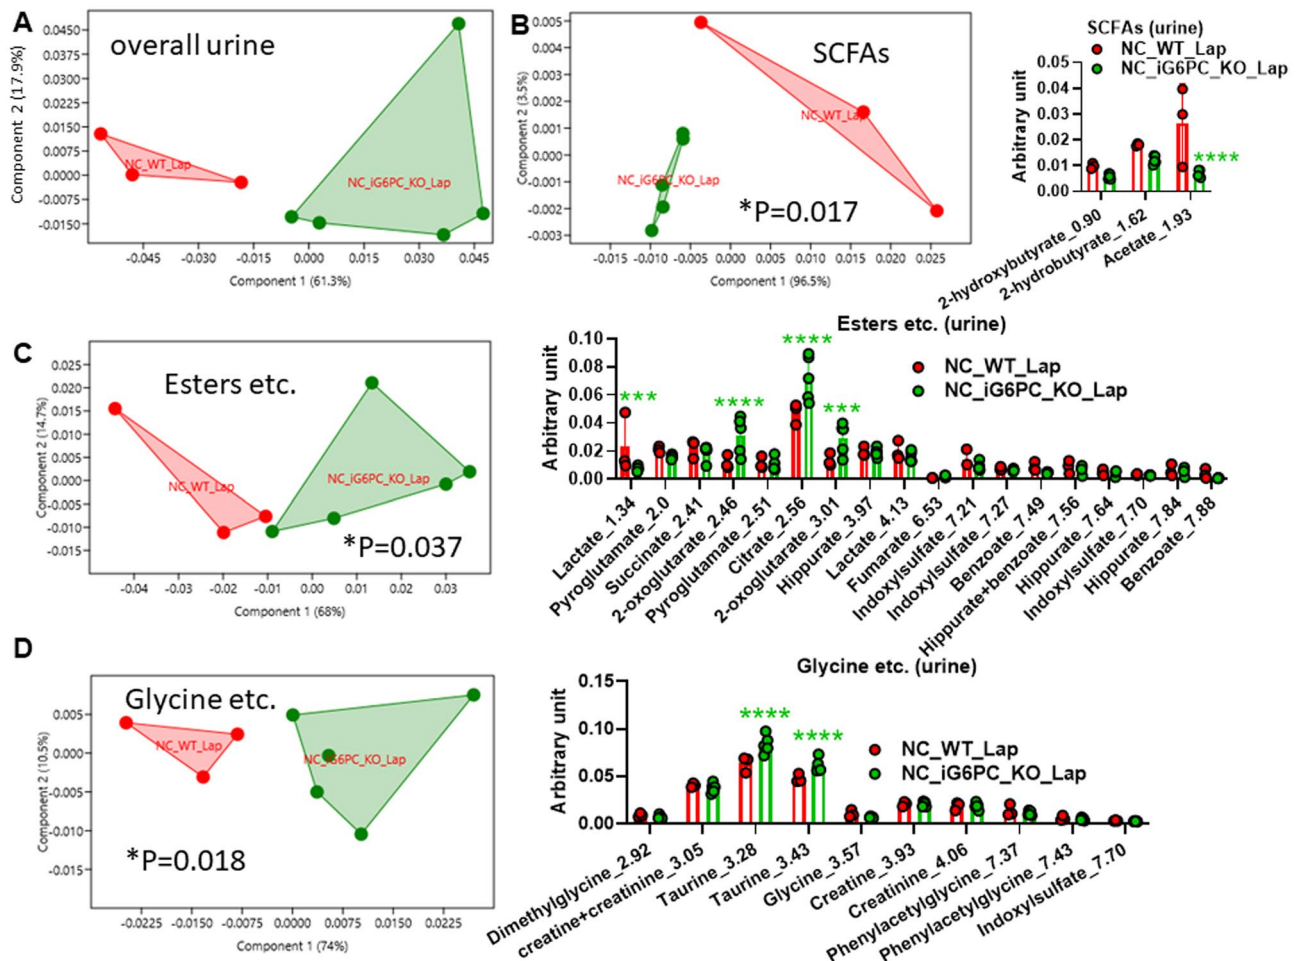 A
overall urine
Component 2 (17.9%)
0.0450
0.0375
0.0300
0.0225
0.0150
0.0075
0.0000
-0.0075
-0.0150
NC_WT_Lap
NC_iG6PC_KO_Lap
-0.045 -0.030 -0.015 0.000 0.015 0.030 0.045
Component 1 (61.3%)
B
SCFAs
Component 2 (3.5%)
0.005
0.004
0.003
0.002
0.001
0.000
-0.001
-0.002
-0.003
NC_WT_Lap
NC_iG6PC_KO_Lap
*P=0.017
-0.015 -0.010 -0.005 0.000 0.005 0.010 0.015 0.020 0.025
Component 1 (96.5%)
SCFAs (urine)
NC_WT_Lap
NC_iG6PC_KO_Lap
Arbitrary unit
0.05
0.04
0.03
0.02
0.01
0.00
****
2-hydroxybutyrate_0.90
2-hydrobutyrate_1.62
Acetate_1.93
C
Esters etc.
Component 2 (14.7%)
0.025
0.020
0.015
0.010
0.005
0.000
-0.005
-0.010
-0.015
NC_WT_Lap
NC_iG6PC_KO_Lap
*P=0.037
-0.04 -0.03 -0.02 -0.01 0.00 0.01 0.02 0.03
Component 1 (68%)
Esters etc. (urine)
NC_WT_Lap
NC_iG6PC_KO_Lap
Arbitrary unit
0.10
0.08
0.06
0.04
0.02
0.00
***
****
****
***
Lactate_1.34
Pyroglutamate_2.0
Succinate_2.41
2-oxoglutarate_2.46
Pyroglutamate_2.51
Citrate_2.56
2-oxoglutarate_3.01
Hippurate_3.97
Lactate_4.13
Fumarate_6.53
Indoxylsulfate_7.21
Indoxylsulfate_7.27
Benzoate_7.49
Hippurate+benzoate_7.56
Hippurate_7.64
Indoxylsulfate_7.70
Hippurate_7.84
Benzoate_7.88
D
Glycine etc.
Component 2 (10.5%)
0.005
0.000
-0.005
-0.010
-0.015
NC_WT_Lap
NC_iG6PC_KO_Lap
*P=0.018
-0.0225 -0.0150 -0.0075 0.0000 0.0075 0.0150 0.0225
Component 1 (74%)
Glycine etc. (urine)
NC_WT_Lap
NC_iG6PC_KO_Lap
Arbitrary unit
0.15
0.10
0.05
0.00
****
****
Dimethylglycine_2.92
creatine+creatinine_3.05
Taurine_3.28
Taurine_3.43
Glycine_3.57
Creatine_3.93
Creatinine_4.06
Phenylacetylglycine_7.37
Phenylacetylglycine_7.43
Indoxylsulfate_7.70